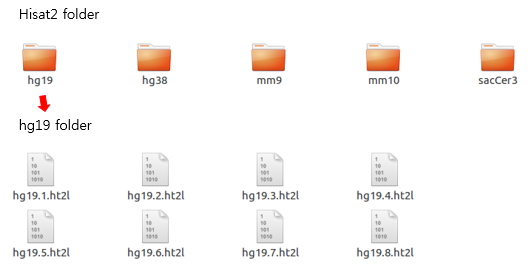 Hisat2 folder
hg19 hg38 mm9 mm10 sacCer3
hg19 folder
1 10 101 1010 1 10 101 1010 1 10 101 1010 1 10 101 1010
hg19.1.ht2l hg19.2.ht2l hg19.3.ht2l hg19.4.ht2l
1 10 101 1010 1 10 101 1010 1 10 101 1010 1 10 101 1010
hg19.5.ht2l hg19.6.ht2l hg19.7.ht2l hg19.8.ht2l